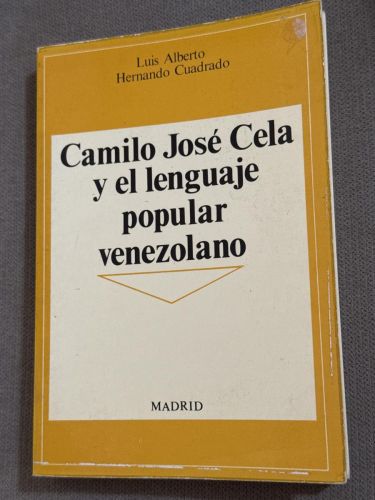 Luis Alberto
Hernando Cuadrado
Camilo José Cela
y el lenguaje
popular
venezolano
MADRID